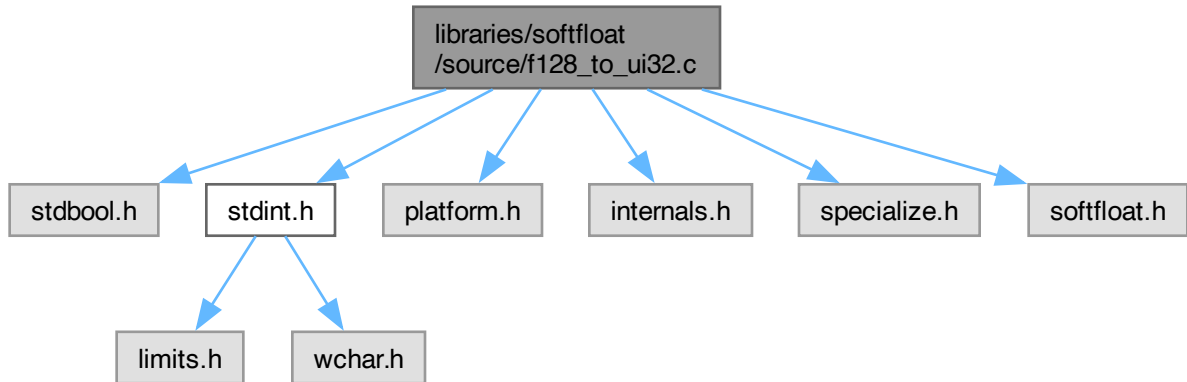 libraries/softfloat
/source/f128_to_ui32.c
stdbool.h
stdint.h
platform.h
internals.h
specialize.h
softfloat.h
limits.h
wchar.h